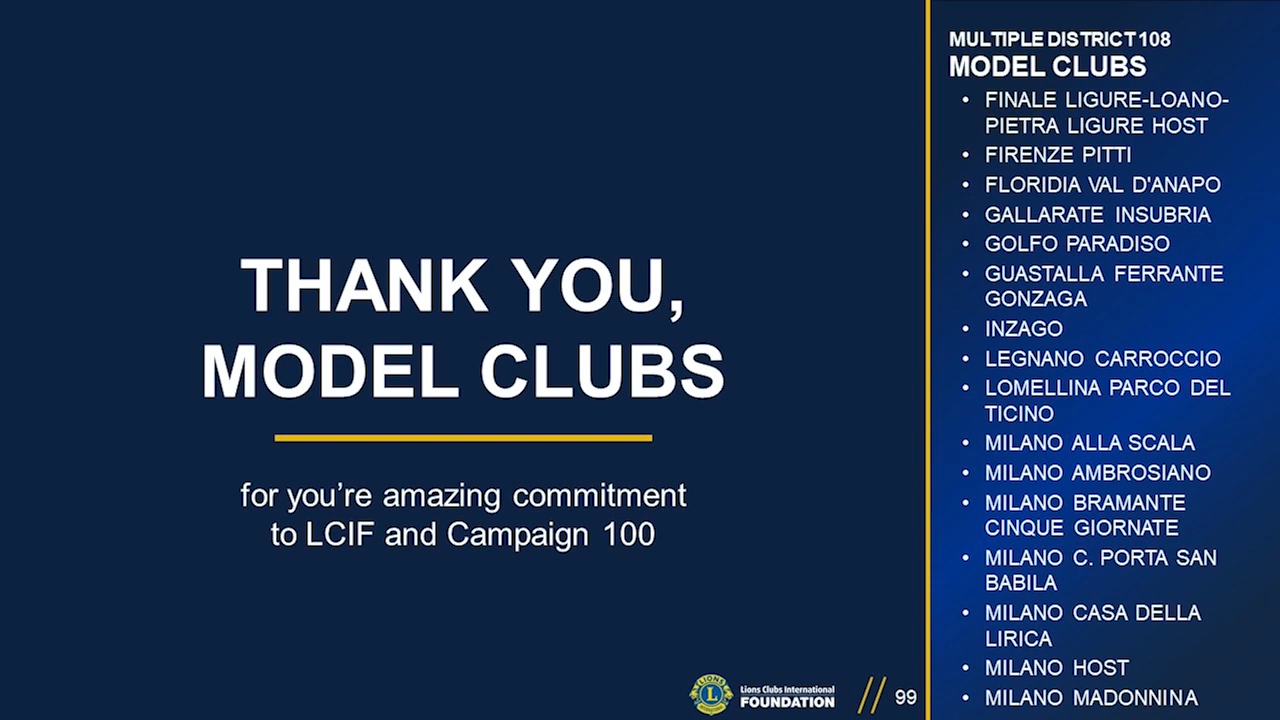 THANK YOU,
MODEL CLUBS
for you’re amazing commitment
to LCIF and Campaign 100
LIONS
L
INTERNATIONAL
Lions Clubs International
FOUNDATION
// 99
MULTIPLE DISTRICT 108
MODEL CLUBS
• FINALE LIGURE-LOANO-
PIETRA LIGURE HOST
• FIRENZE PITTI
• FLORIDIA VAL D'ANAPO
• GALLARATE INSUBRIA
• GOLFO PARADISO
• GUASTALLA FERRANTE
GONZAGA
• INZAGO
• LEGNANO CARROCCIO
• LOMELLINA PARCO DEL
TICINO
• MILANO ALLA SCALA
• MILANO AMBROSIANO
• MILANO BRAMANTE
CINQUE GIORNATE
• MILANO C. PORTA SAN
BABILA
• MILANO CASA DELLA
LIRICA
• MILANO HOST
• MILANO MADONNINA